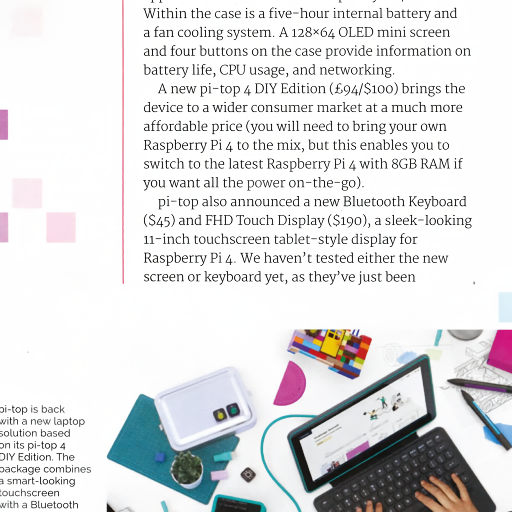 Within the case is a five-hour internal battery and
a fan cooling system. A 128×64 OLED mini screen
and four buttons on the case provide information on
battery life, CPU usage, and networking.
A new pi-top 4 DIY Edition (£94/$100) brings the
device to a wider consumer market at a much more
affordable price (you will need to bring your own
Raspberry Pi 4 to the mix, but this enables you to
switch to the latest Raspberry Pi 4 with 8GB RAM if
you want all the power on-the-go).
pi-top also announced a new Bluetooth Keyboard
($45) and FHD Touch Display ($190), a sleek-looking
11-inch touchscreen tablet-style display for
Raspberry Pi 4. We haven't tested either the new
screen or keyboard yet, as they've just been
pi-top is back
with a new laptop
solution based
on its pi-top 4
DIY Edition. The
package combines
a smart-looking
touchscreen
with a Bluetooth